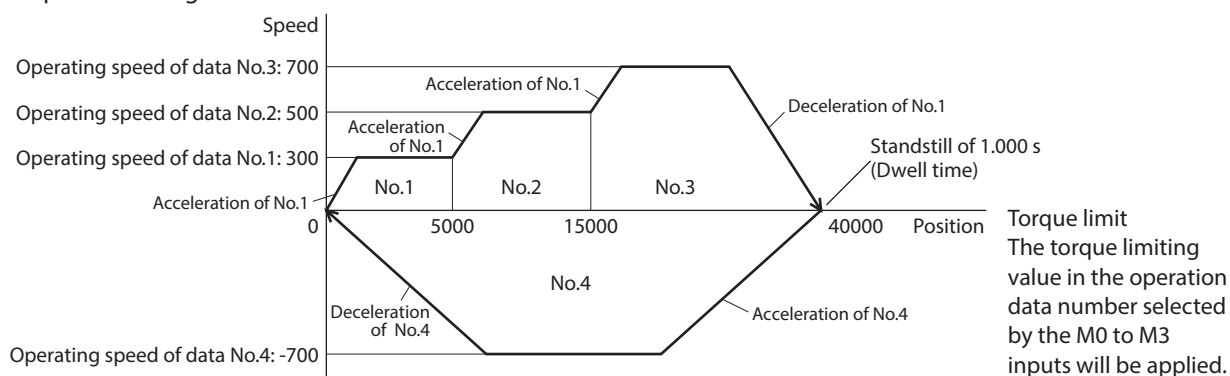 Speed
Operating speed of data No.3: 700
Acceleration of No.1
Deceleration of No.1
Operating speed of data No.2: 500
Acceleration
of No.1
Standstill of 1.000 s
(Dwell time)
Operating speed of data No.1: 300
No.1
No.2
No.3
Acceleration of No.1
0
5000
15000
40000
Position
No.4
Deceleration
of No.4
Acceleration of No.4
Operating speed of data No.4: -700
Torque limit
The torque limiting
value in the operation
data number selected
by the M0 to M3
inputs will be applied.